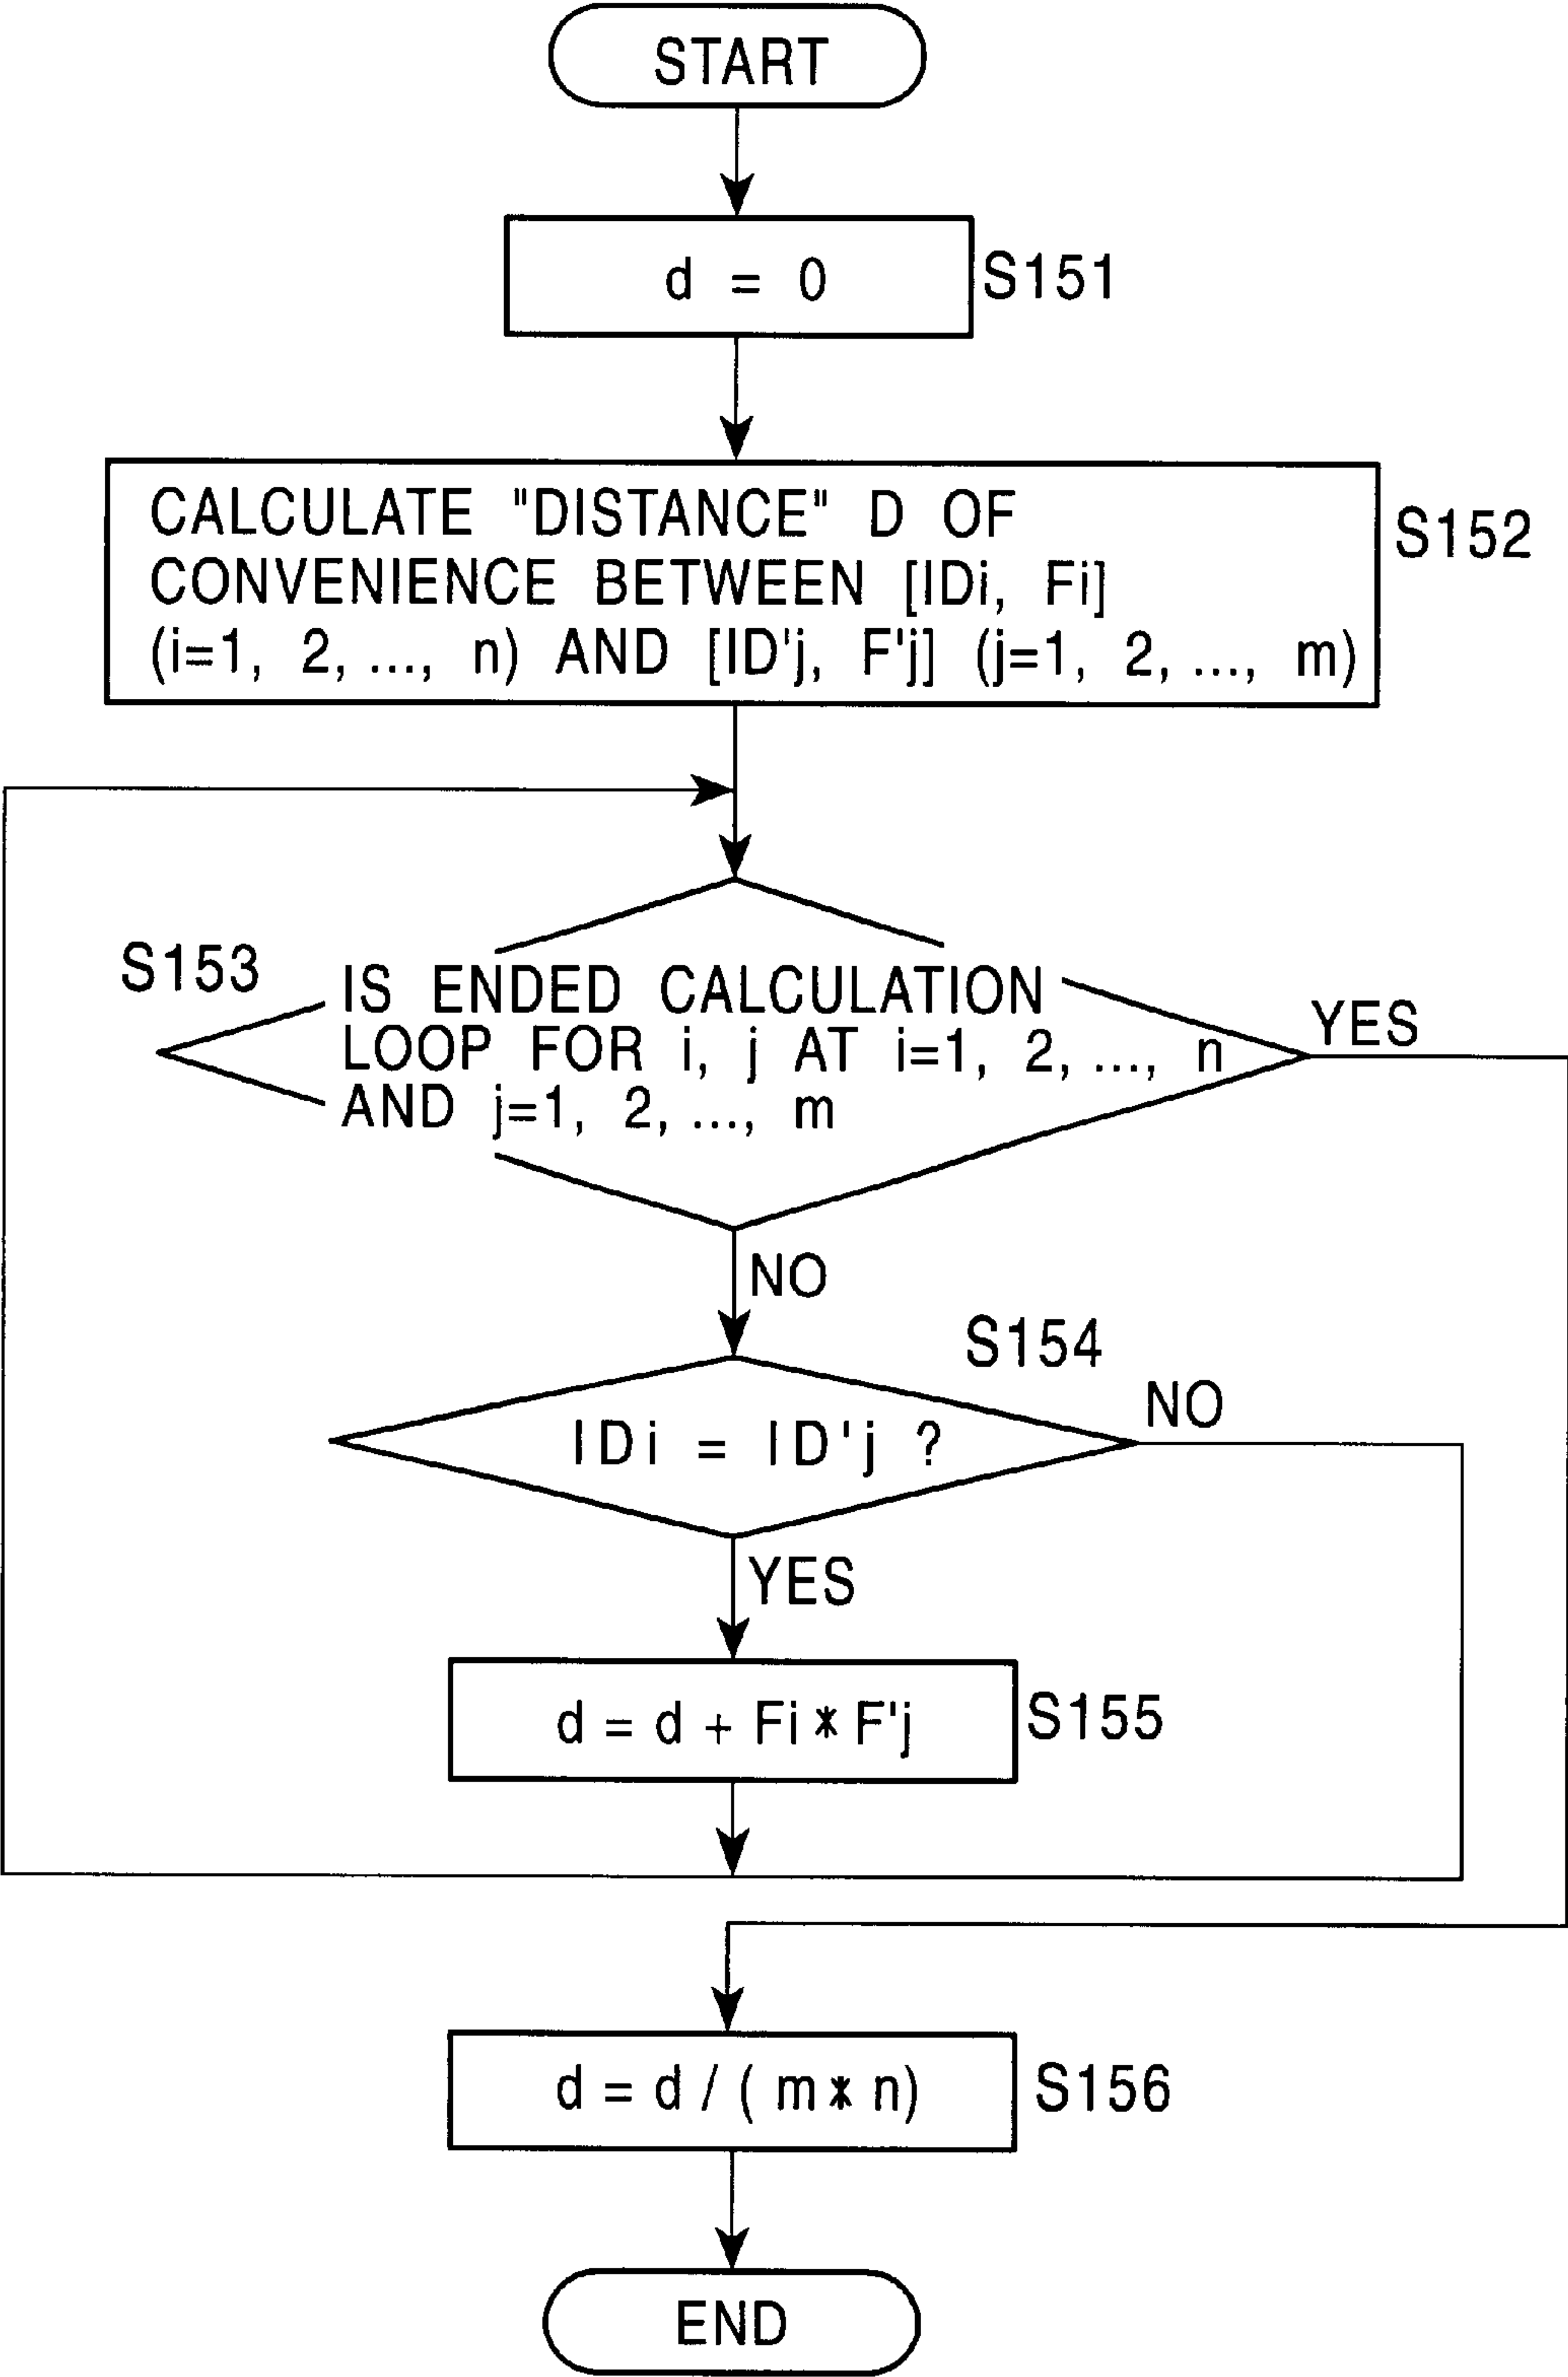 START
d = 0
S151
CALCULATE "DISTANCE" D OF
CONVENIENCE BETWEEN [IDi, Fi]
(i=1, 2, ..., n) AND [ID'j, F'j] (j=1, 2, ..., m)
S152
S153
IS ENDED CALCULATION
LOOP FOR i, j AT i=1, 2, ..., n
AND j=1, 2, ..., m
YES
NO
S154
IDi = ID'j ?
NO
YES
d = d + Fi * F'j
S155
d = d / ( m * n)
S156
END